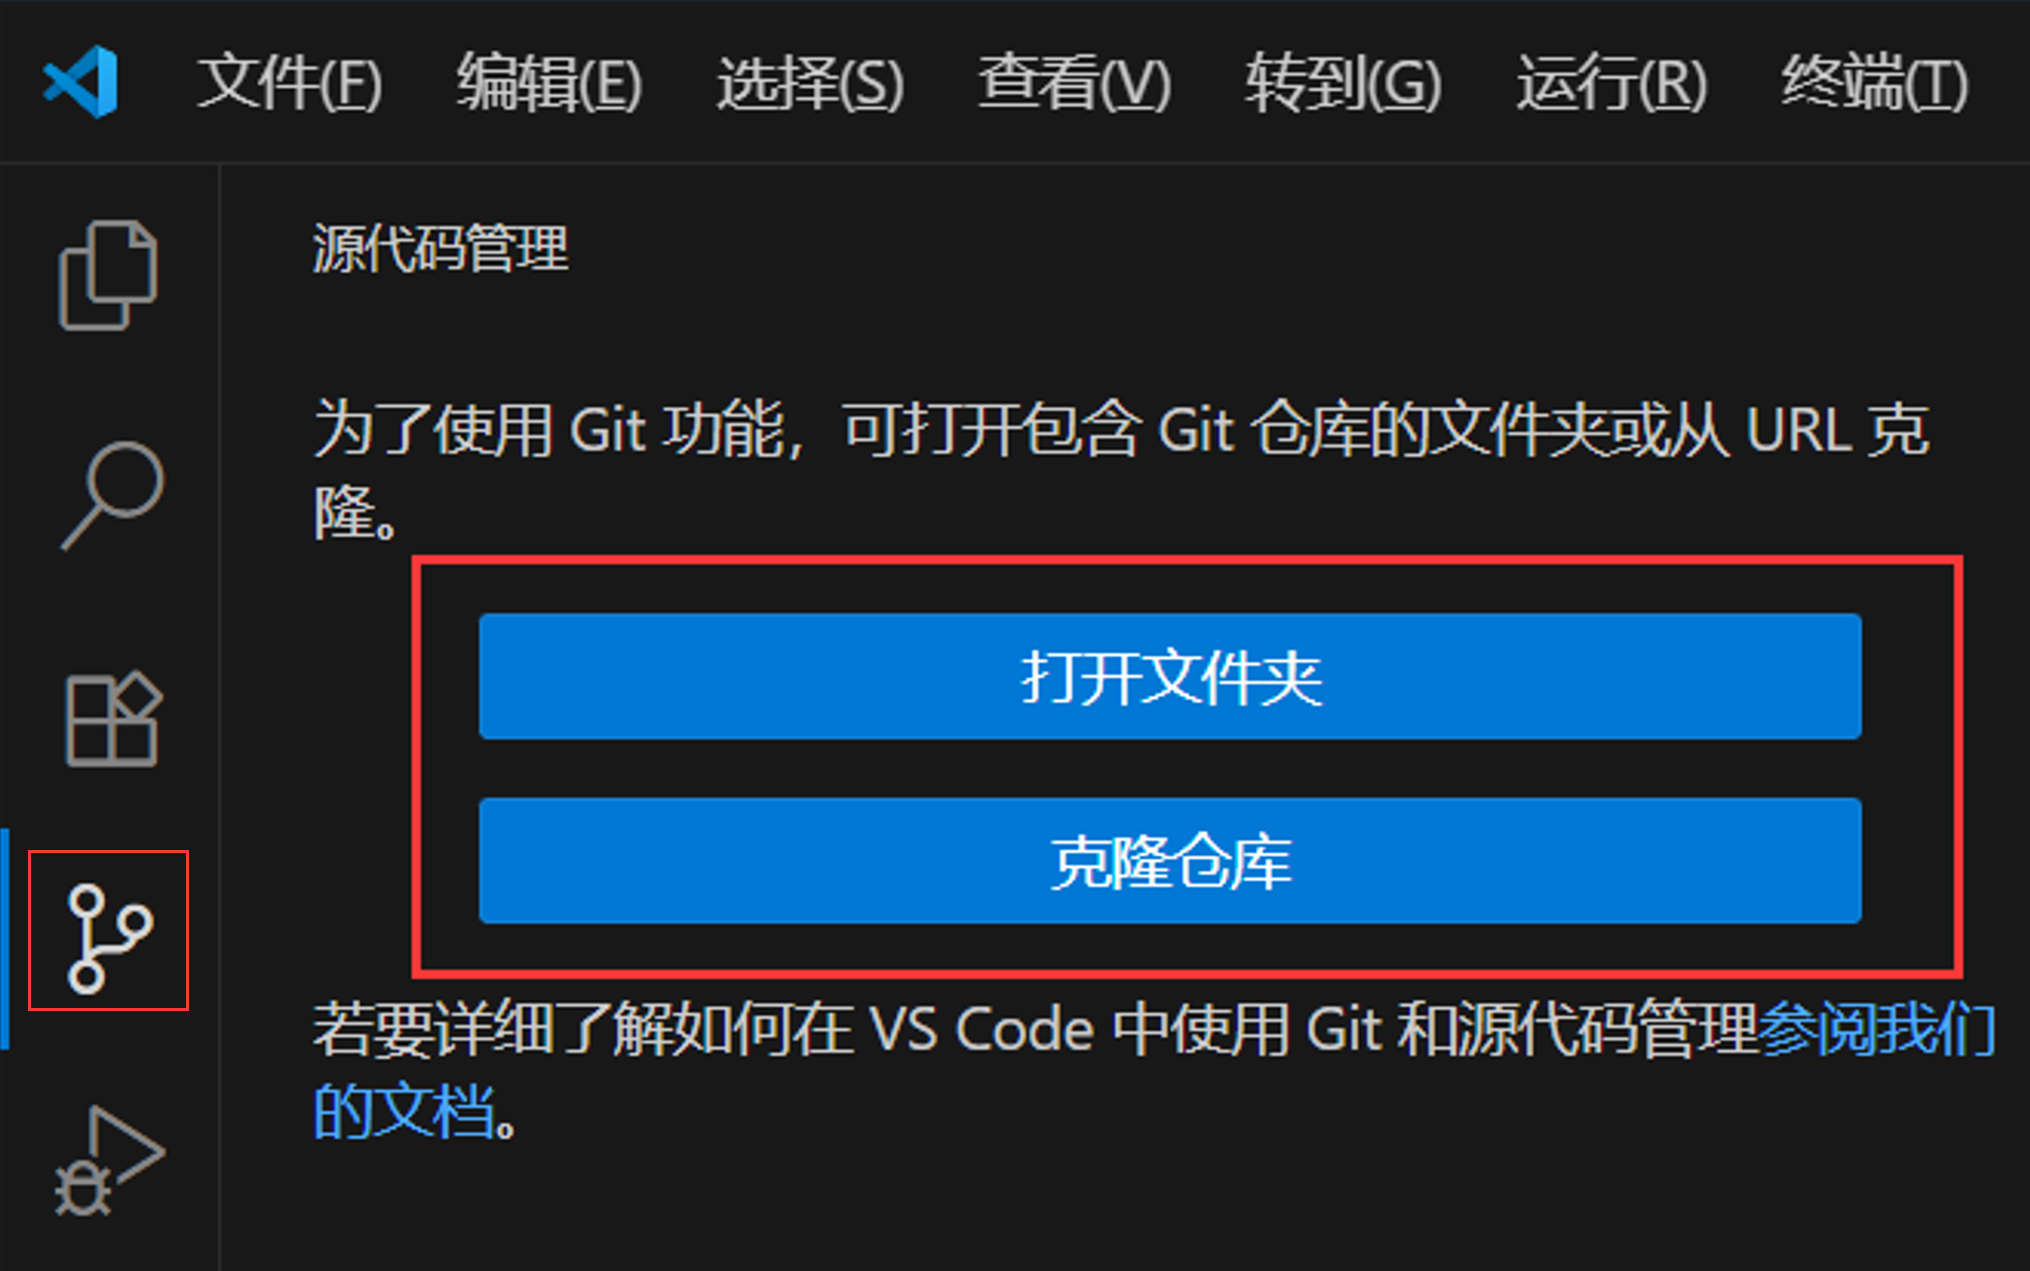 文件(F) 编辑(E) 选择(S) 查看(V) 转到(G) 运行(R) 终端(T)
源代码管理
为了使用 Git 功能，可打开包含 Git 仓库的文件夹或从 URL 克
隆。
打开文件夹
克隆仓库
若要详细了解如何在 VS Code 中使用 Git 和源代码管理参阅我们
的文档。